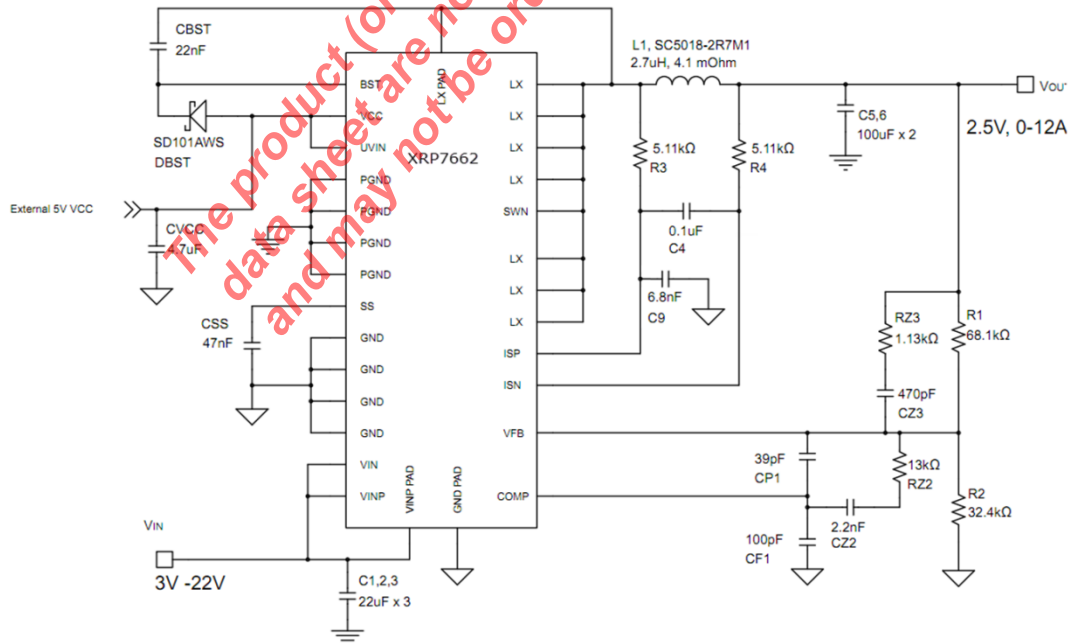 The product (or
data sheet are no
and may not be or
CBST
22nF
SD101AWS
DBST
External 5V VCC
CVCC
4.7uF
CSS
47nF
VIN
3V -22V
C1,2,3
22uF x 3
BST
VCC
UVIN
PGND
PGND
PGND
PGND
SS
GND
GND
GND
GND
VIN
VINP
LX PAD
XRP7662
VINP PAD
GND PAD
LX
LX
LX
LX
SWN
LX
LX
LX
ISP
ISN
VFB
COMP
L1, SC5018-2R7M1
2.7uH, 4.1 mOhm
5.11kΩ
R3
5.11kΩ
R4
0.1uF
C4
6.8nF
C9
C5,6
100uF x 2
VOU
2.5V, 0-12A
RZ3
1.13kΩ
470pF
CZ3
R1
68.1kΩ
39pF
CP1
13kΩ
RZ2
2.2nF
CZ2
100pF
CF1
R2
32.4kΩ